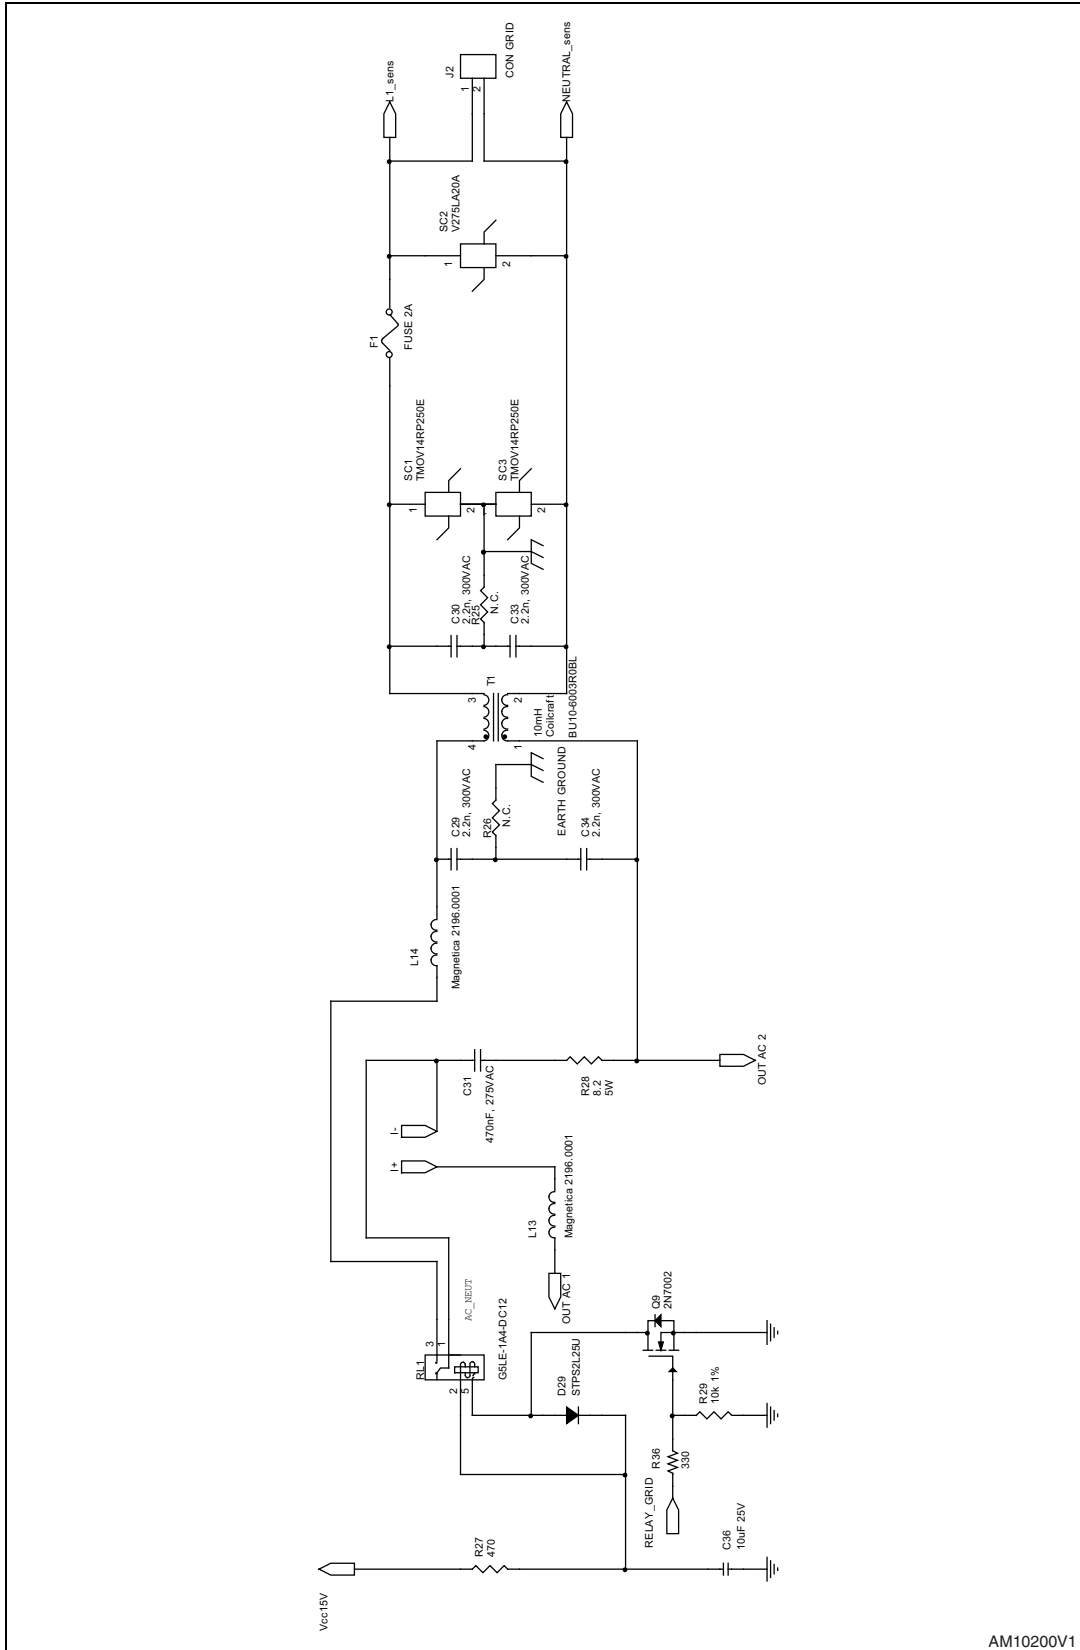 L1_sens
NEUTRAL_sens
J2
1
2
CON GRID
SC2
V275LA20A
1
2
F1
FUSE 2A
SC1
TMOV14RP250E
1
2
SC3
TMOV14RP250E
1
2
C30
2.2n, 300VAC
R25
N.C.
C33
2.2n, 300VAC
T1
3
4
2
1
10mH
Coilcraft
BU10-6003R0BL
EARTH GROUND
C29
2.2n, 300VAC
R26
N.C.
C34
2.2n, 300VAC
L14
Magnetica 2196.0001
C31
470nF, 275VAC
R28
8.2
5W
OUT AC 2
I-
I+
L13
Magnetica 2196.0001
OUT AC 1
AC_NEUT
RL1
3
1
2
5
G5LE-1A4-DC12
D29
STPS2L25U
Q9
2N7002
R29
10k 1%
R36
330
RELAY_GRID
R27
470
C36
10uF 25V
Vcc15V
AM10200V1